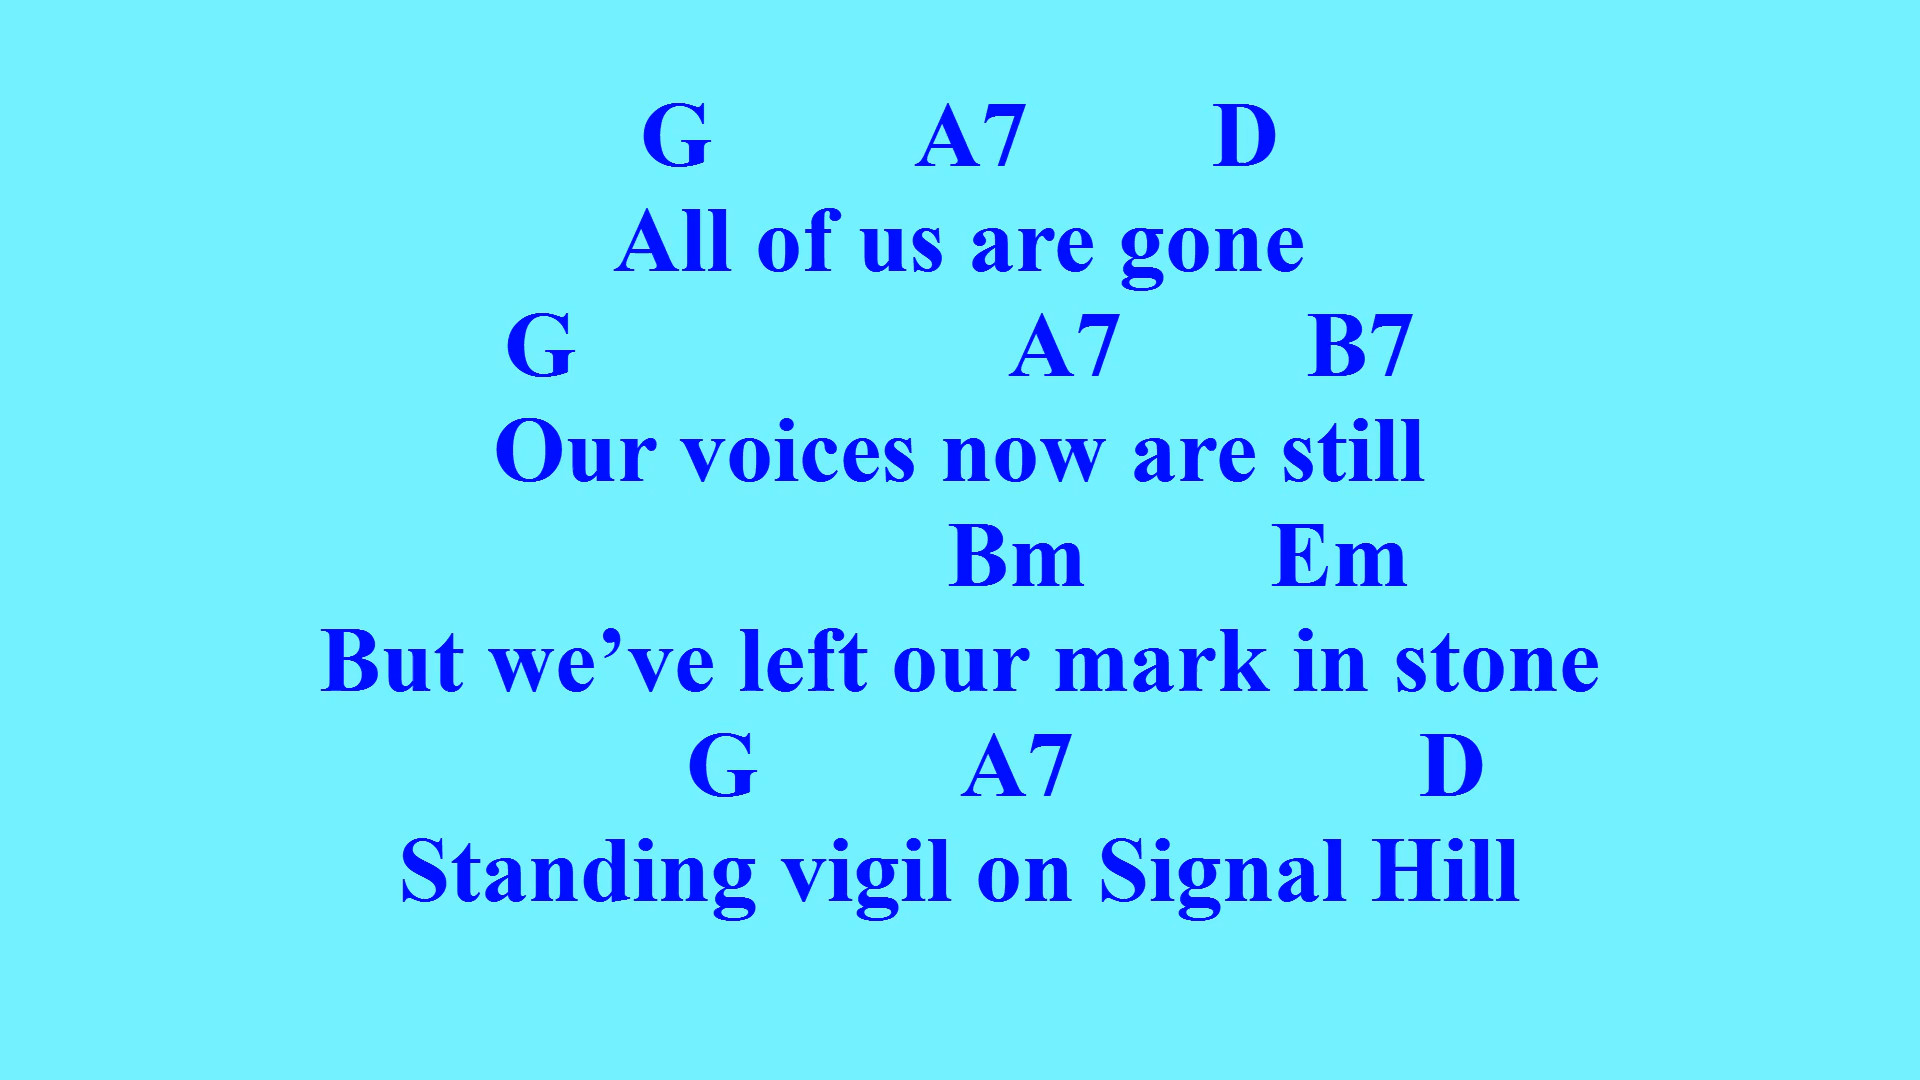 G A7 D
All of us are gone
G A7 B7
Our voices now are still
Bm Em
But we’ve left our mark in stone
G A7 D
Standing vigil on Signal Hill